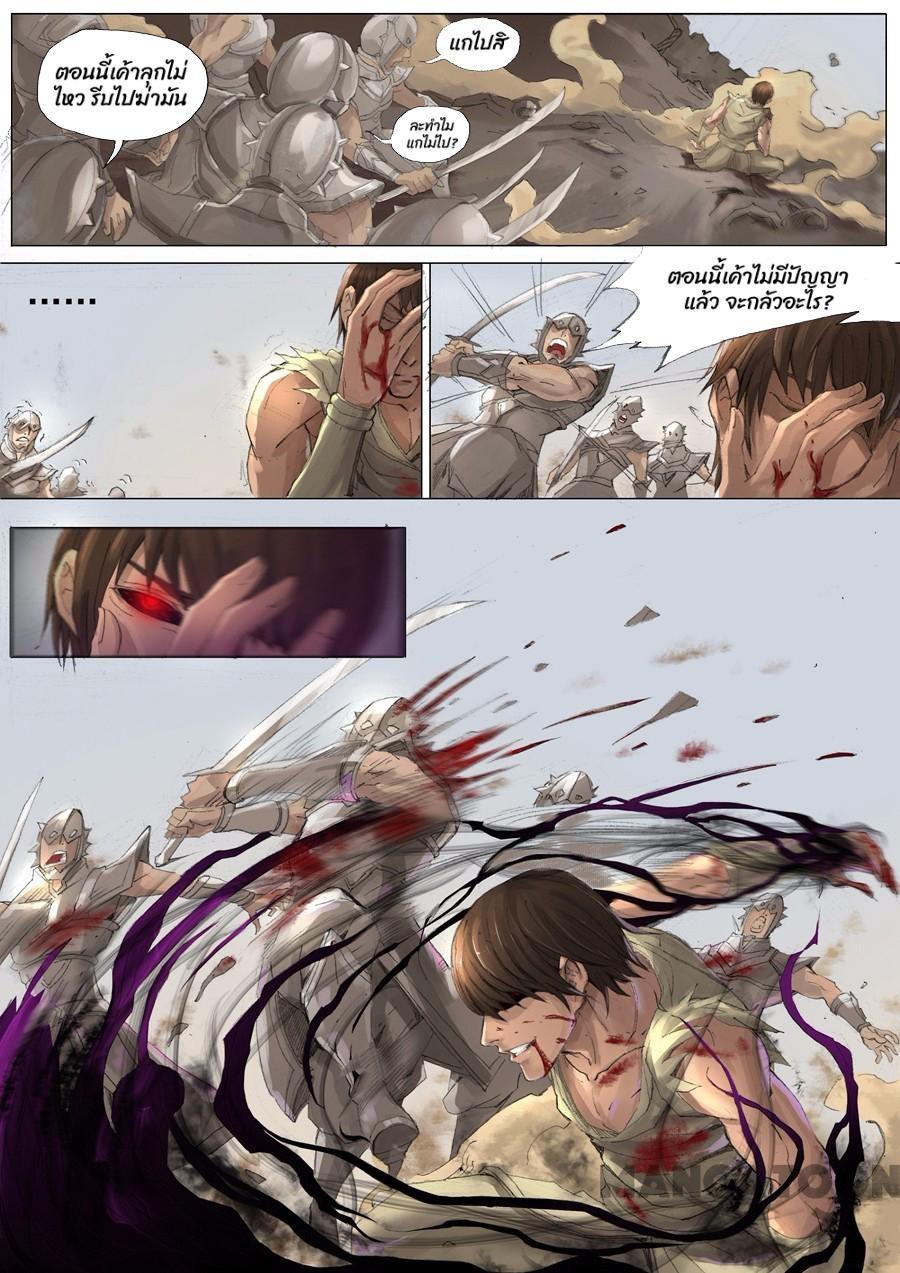 ตอนนี้เค้าลุกไม่
ไหว รีบไปฆ่ามัน
แกไปสิ
ละทำไม
แกไม่ไป?
......
ตอนนี้เค้าไม่มีปัญญา
แล้ว จะกลัวอะไร?
MANGATOON